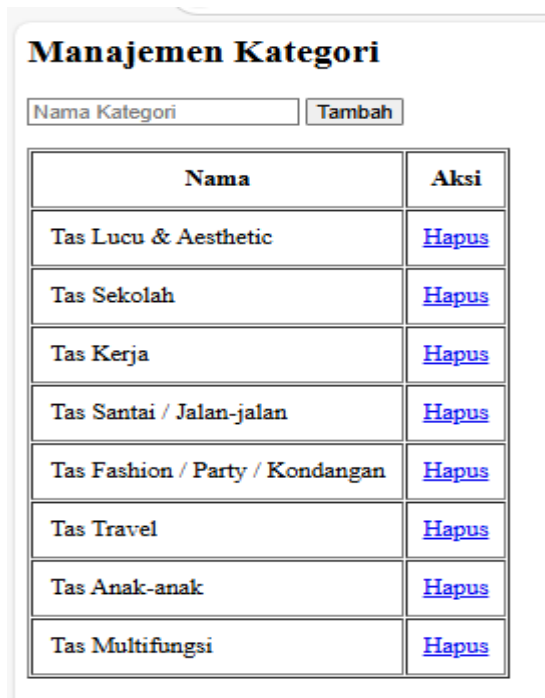 Manajemen Kategori
Nama Kategori Tambah
Nama Aksi
Tas Lucu & Aesthetic Hapus
Tas Sekolah Hapus
Tas Kerja Hapus
Tas Santai / Jalan-jalan Hapus
Tas Fashion / Party / Kondangan Hapus
Tas Travel Hapus
Tas Anak-anak Hapus
Tas Multifungsi Hapus